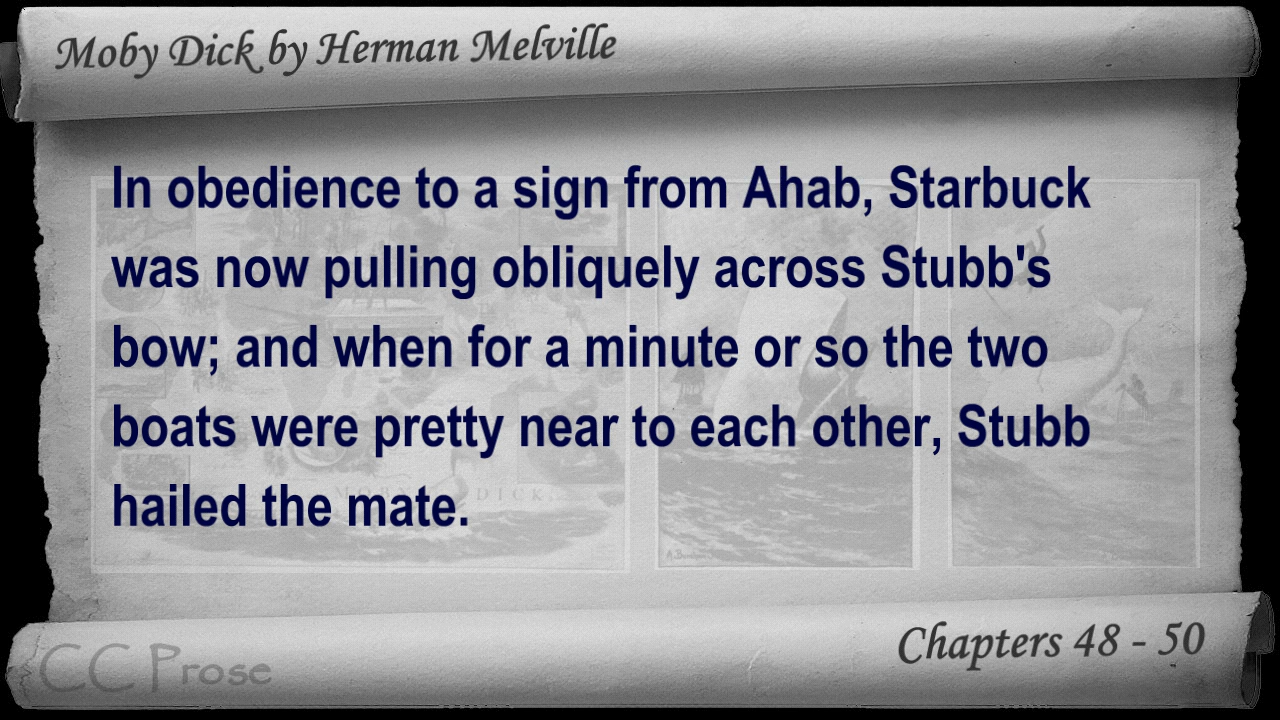 Moby Dick by Herman Melville
In obedience to a sign from Ahab, Starbuck
was now pulling obliquely across Stubb's
bow; and when for a minute or so the two
boats were pretty near to each other, Stubb
hailed the mate.
MOBY DICK
Chapters 48 - 50
CC Prose